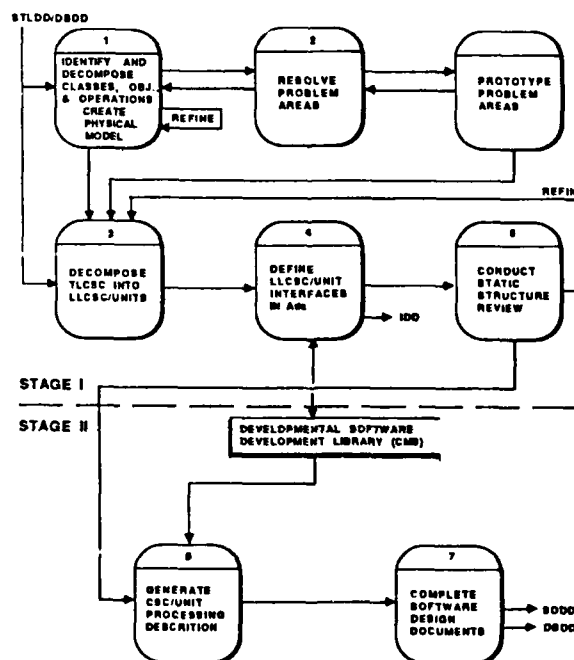 STLDD/DBDD
1
IDENTIFY AND
DECOMPOSE
CLASSES, OBJ.,
& OPERATIONS
CREATE
PHYSICAL
MODEL
REFINE
2
RESOLVE
PROBLEM
AREAS
PROTOTYPE
PROBLEM
AREAS
REFIN
3
DECOMPOSE
TLCSC INTO
LLCSC/UNITS
4
DEFINE
LLCSC/UNIT
INTERFACES
IN Ada
IDD
5
CONDUCT
STATIC
STRUCTURE
REVIEW
STAGE I
STAGE II
DEVELOPMENTAL SOFTWARE
DEVELOPMENT LIBRARY (CMB)
6
GENERATE
CSC/UNIT
PROCESSING
DESCRITION
7
COMPLETE
SOFTWARE
DESIGN
DOCUMENTS
SDDD
DBDD